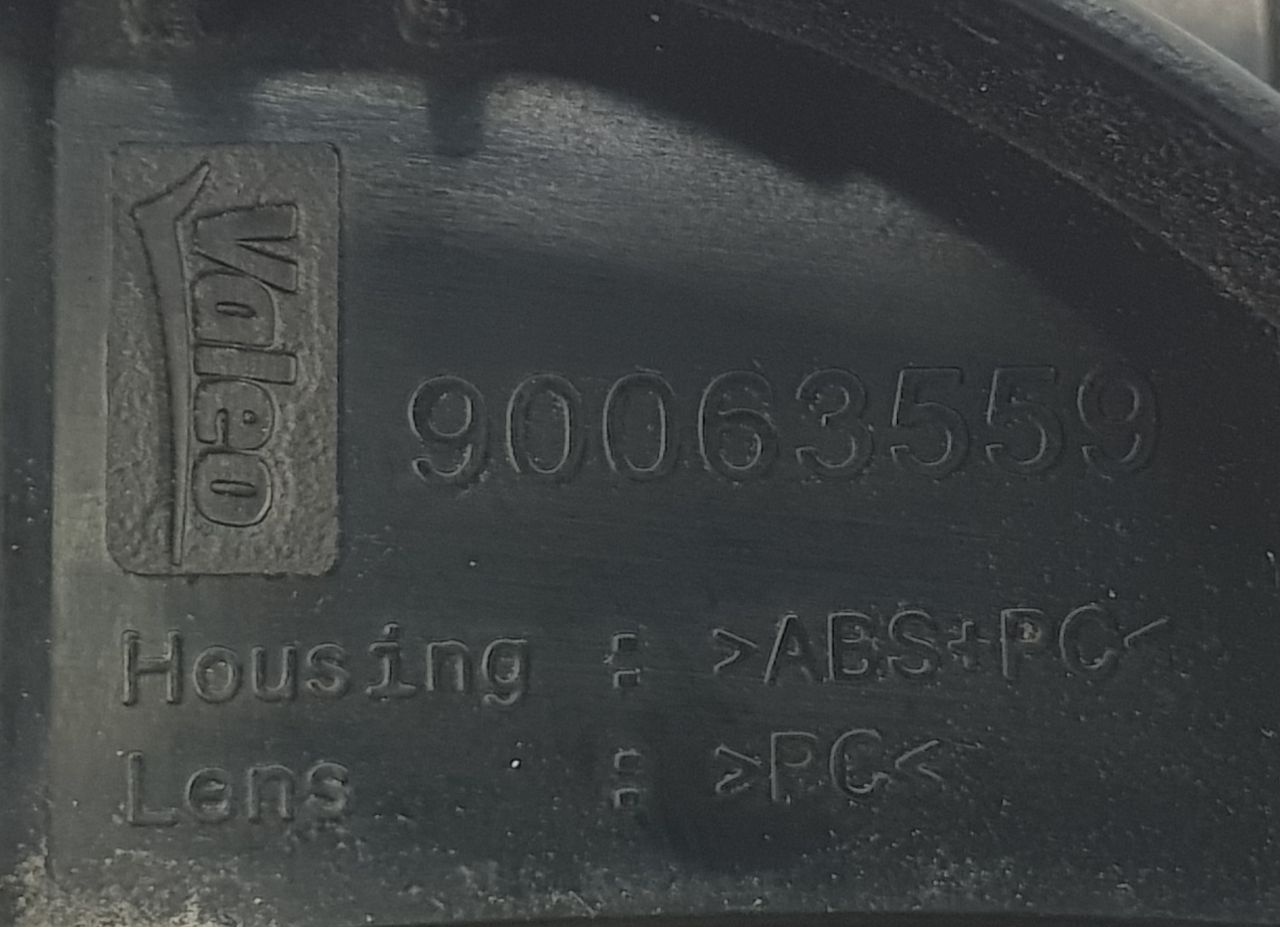 Valeo
90063559
Housing : >ABS+PC<
Lens : >PC<